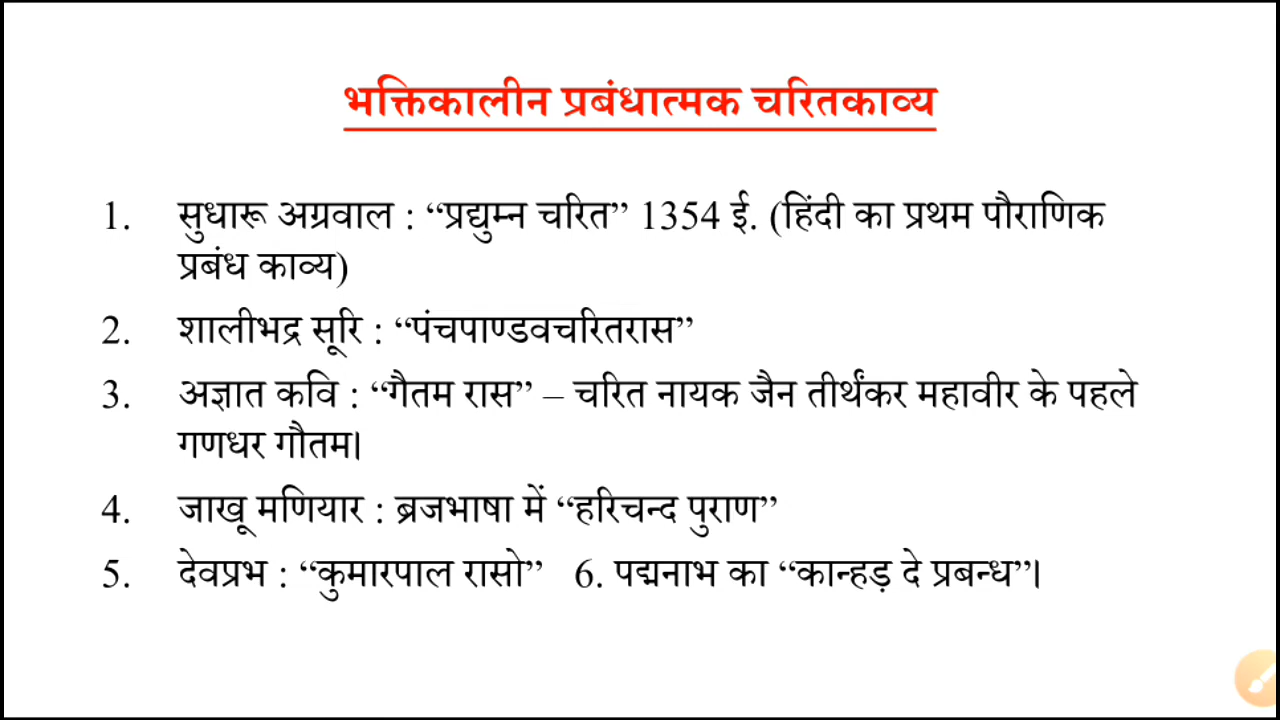 भक्तिकालीन प्रबंधात्मक चरितकाव्य
1. सुधारू अग्रवाल : “प्रद्युम्न चरित” 1354 ई. (हिंदी का प्रथम पौराणिक
प्रबंध काव्य)
2. शालीभद्र सूरि : “पंचपाण्डवचरितरास”
3. अज्ञात कवि : “गैतम रास” – चरित नायक जैन तीर्थंकर महावीर के पहले
गणधर गौतम।
4. जाखू मणियार : ब्रजभाषा में “हरिचन्द पुराण”
5. देवप्रभ : “कुमारपाल रासो” 6. पद्मनाभ का “कान्हड़ दे प्रबन्ध”।